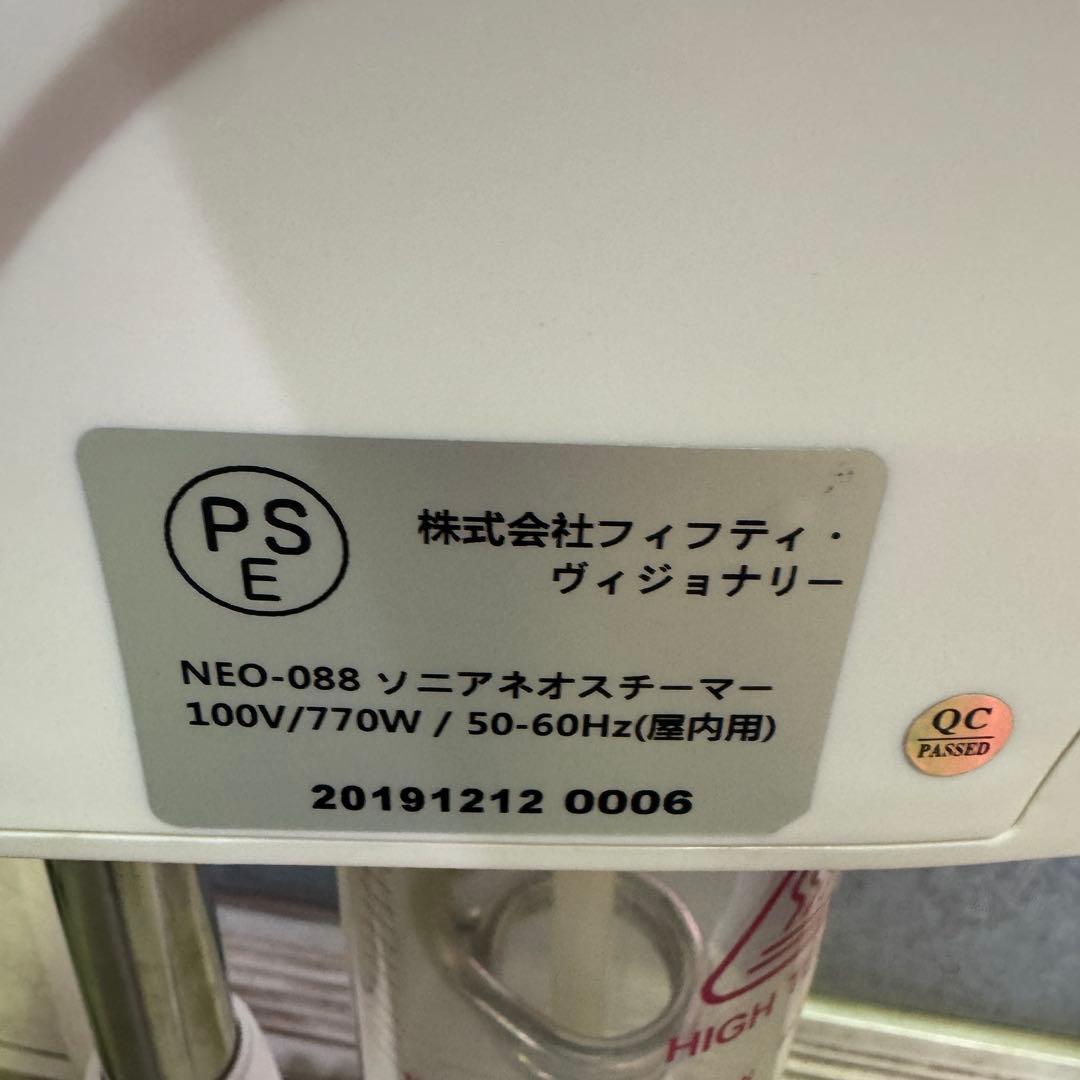 PS
E
株式会社フィフティ・
ヴィジョナリー
NEO-088 ソニアネオスチーマー
100V/770W / 50-60Hz(屋内用)
20191212 0006
QC
PASSED
HIGH